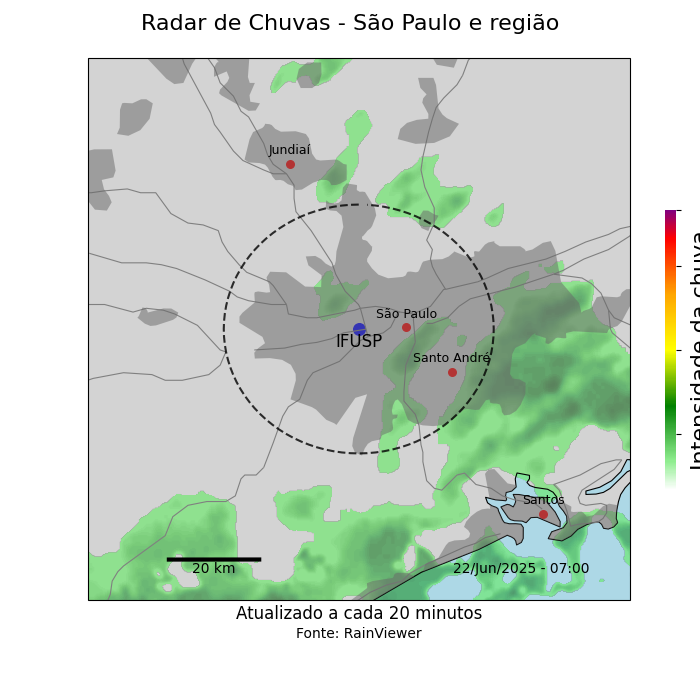 Radar de Chuvas - São Paulo e região
Jundiaí
São Paulo
IFUSP
Santo André
Santos
20 km
22/Jun/2025 - 07:00
Intensidade da chuva
Atualizado a cada 20 minutos
Fonte: RainViewer